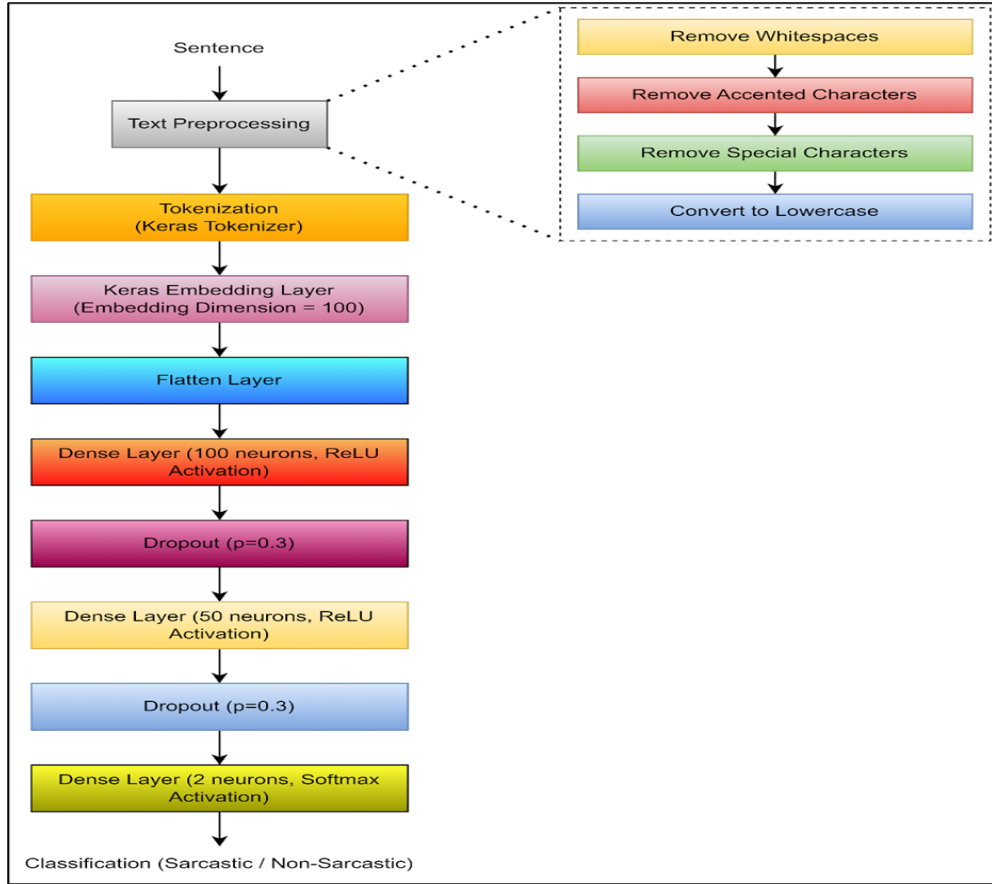 Sentence
Text Preprocessing
Tokenization
(Keras Tokenizer)
Keras Embedding Layer
(Embedding Dimension = 100)
Flatten Layer
Dense Layer (100 neurons, ReLU
Activation)
Dropout (p=0.3)
Dense Layer (50 neurons, ReLU
Activation)
Dropout (p=0.3)
Dense Layer (2 neurons, Softmax
Activation)
Classification (Sarcastic / Non-Sarcastic)
Remove Whitespaces
Remove Accented Characters
Remove Special Characters
Convert to Lowercase